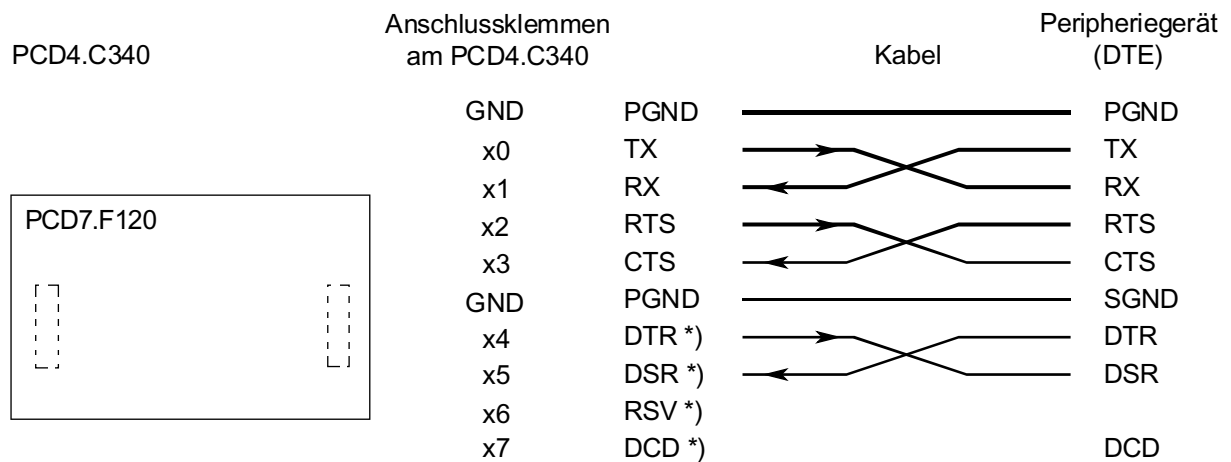 PCD4.C340 Anschlussklemmen am PCD4.C340 Kabel Peripheriegerät (DTE)
GND PGND PGND
x0 TX TX
x1 RX RX
PCD7.F120
x2 RTS RTS
x3 CTS CTS
GND PGND SGND
x4 DTR *) DTR
x5 DSR *) DSR
x6 RSV *)
x7 DCD *) DCD